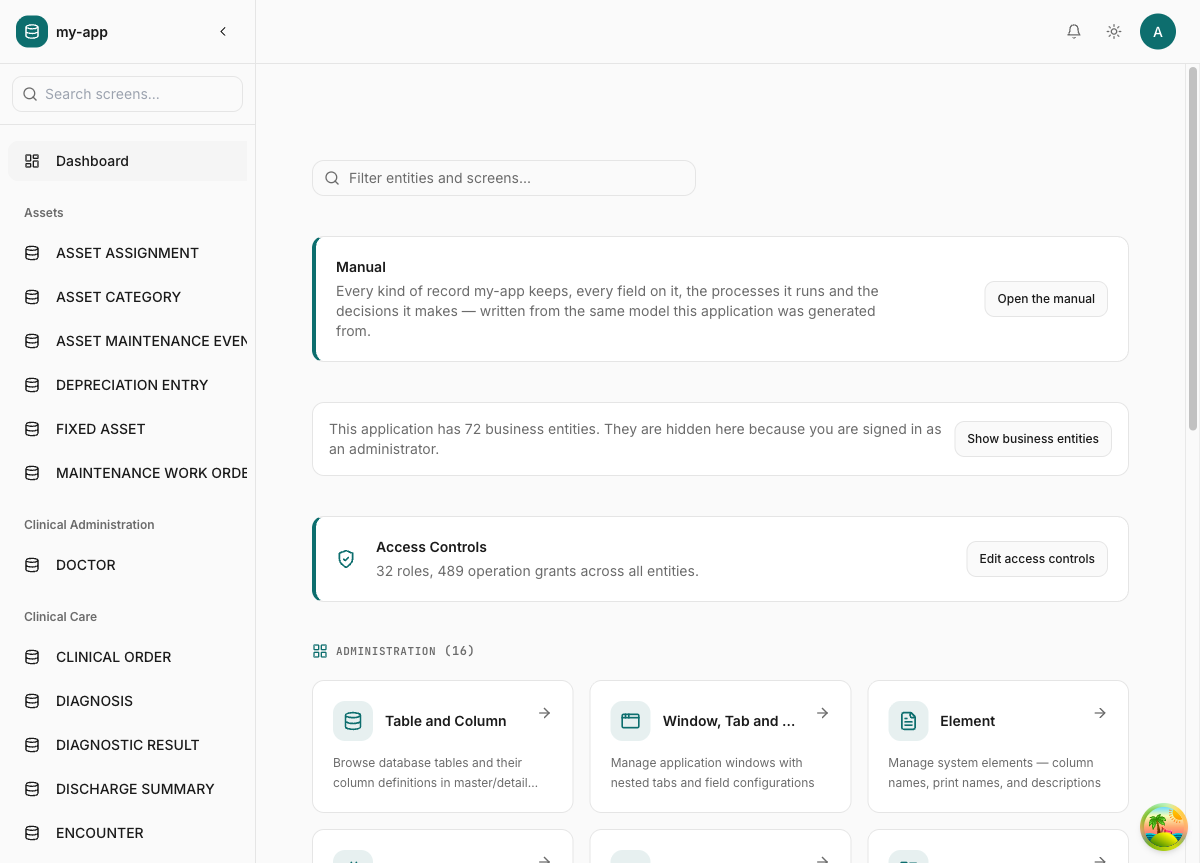 my-app
A
Search screens...
Dashboard
Assets
ASSET ASSIGNMENT
ASSET CATEGORY
ASSET MAINTENANCE EVEN
DEPRECIATION ENTRY
FIXED ASSET
MAINTENANCE WORK ORDE
Clinical Administration
DOCTOR
Clinical Care
CLINICAL ORDER
DIAGNOSIS
DIAGNOSTIC RESULT
DISCHARGE SUMMARY
ENCOUNTER
Filter entities and screens...
Manual
Every kind of record my-app keeps, every field on it, the processes it runs and the
decisions it makes — written from the same model this application was generated
from.
Open the manual
This application has 72 business entities. They are hidden here because you are signed in as
an administrator.
Show business entities
Access Controls
32 roles, 489 operation grants across all entities.
Edit access controls
ADMINISTRATION (16)
Table and Column
Browse database tables and their
column definitions in master/detail...
Window, Tab and ...
Manage application windows with
nested tabs and field configurations
Element
Manage system elements — column
names, print names, and descriptions